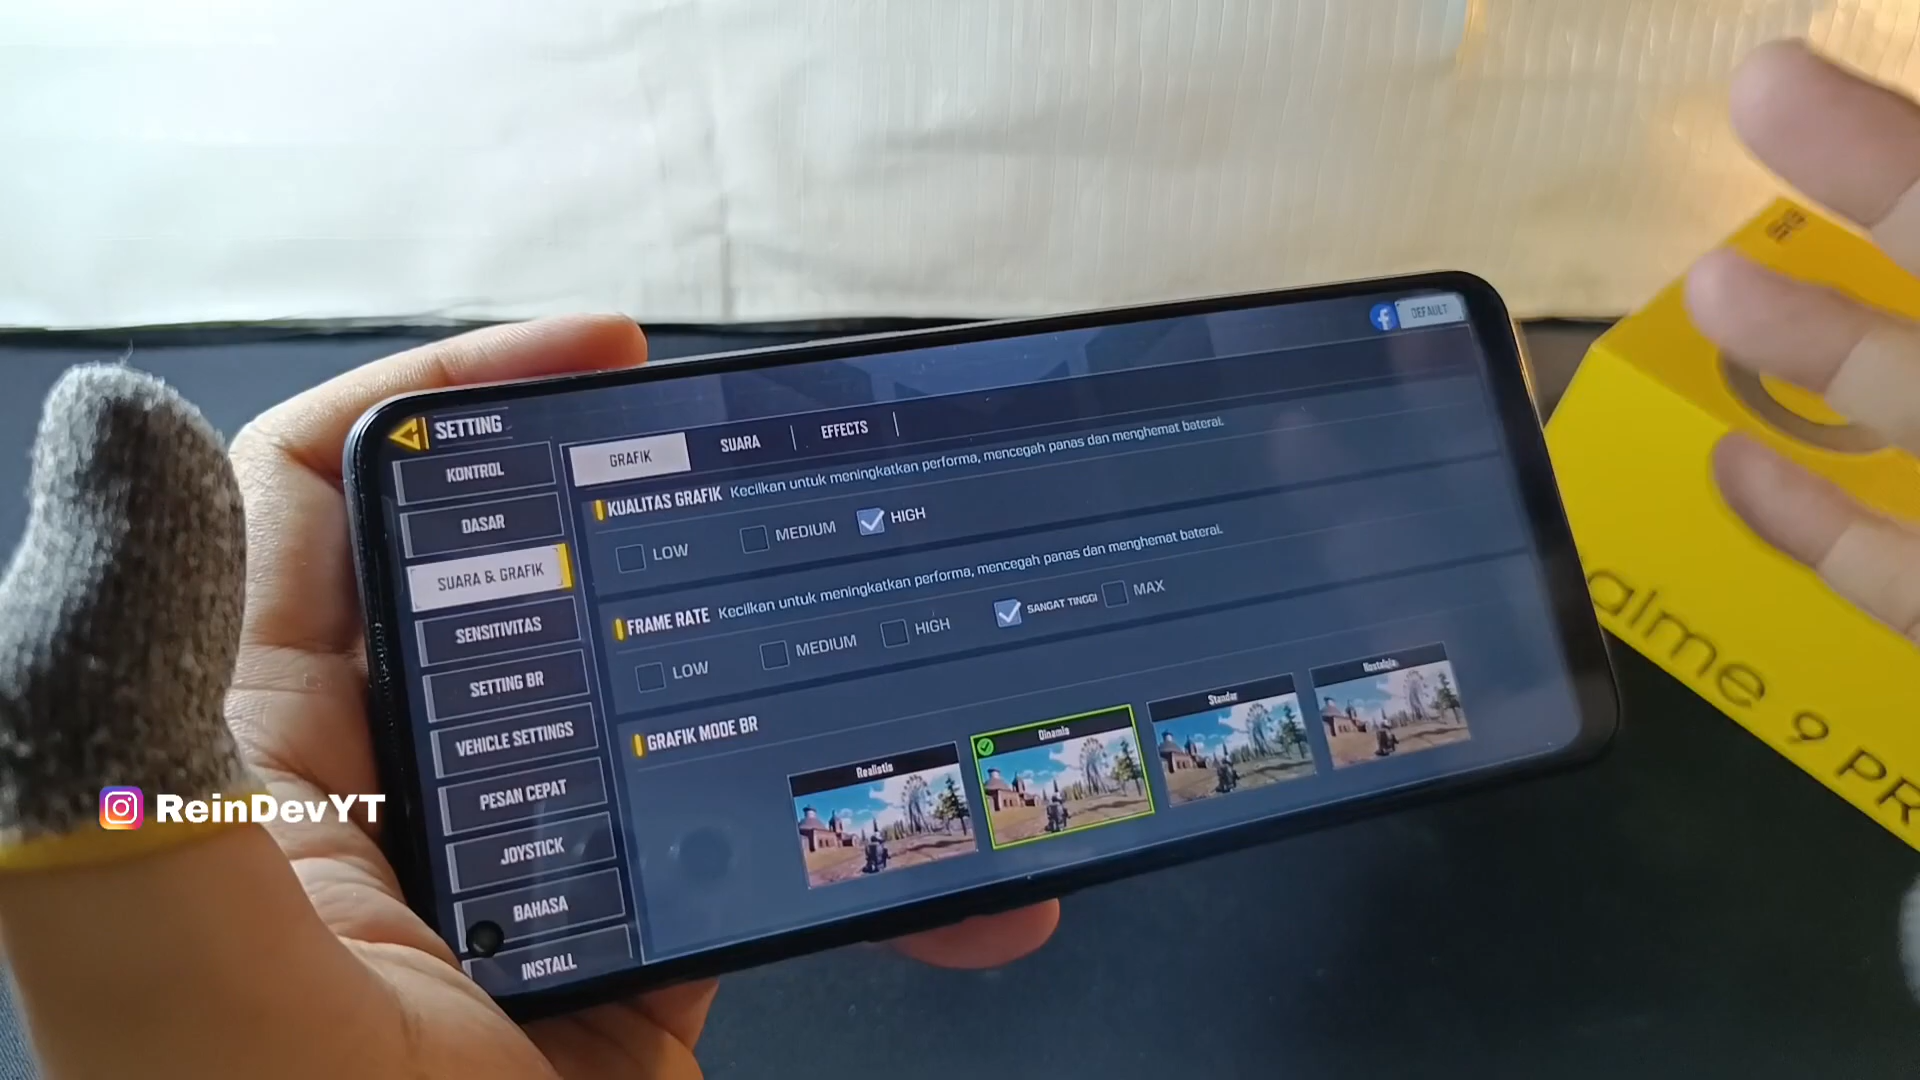 SETTING
DEFAULT
KONTROL
DASAR
SUARA & GRAFIK
SENSITIVITAS
SETTING BR
VEHICLE SETTINGS
PESAN CEPAT
JOYSTICK
BAHASA
INSTALL
GRAFIK SUARA EFFECTS
KUALITAS GRAFIK Kecilkan untuk meningkatkan performa, mencegah panas dan menghemat baterai.
LOW MEDIUM HIGH
FRAME RATE Kecilkan untuk meningkatkan performa, mencegah panas dan menghemat baterai.
LOW MEDIUM HIGH SANGAT TINGGI MAX
GRAFIK MODE BR
Realistis Dinamis Standar Nostalgia
ReinDevYT
realme 9 PR